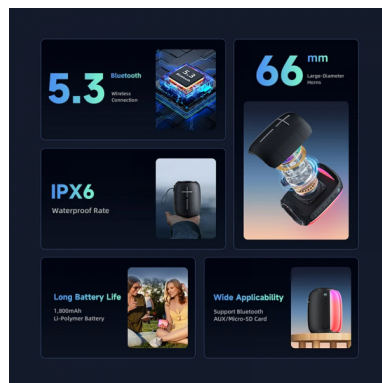 5.3
Bluetooth
Wireless
Connection
5.3
66 mm
Large-Diameter
Horns
IPX6
Waterproof Rate
Long Battery Life
1,800mAh
Li-Polymer Battery
Wide Applicability
Support Bluetooth
AUX/Micro-SD Card